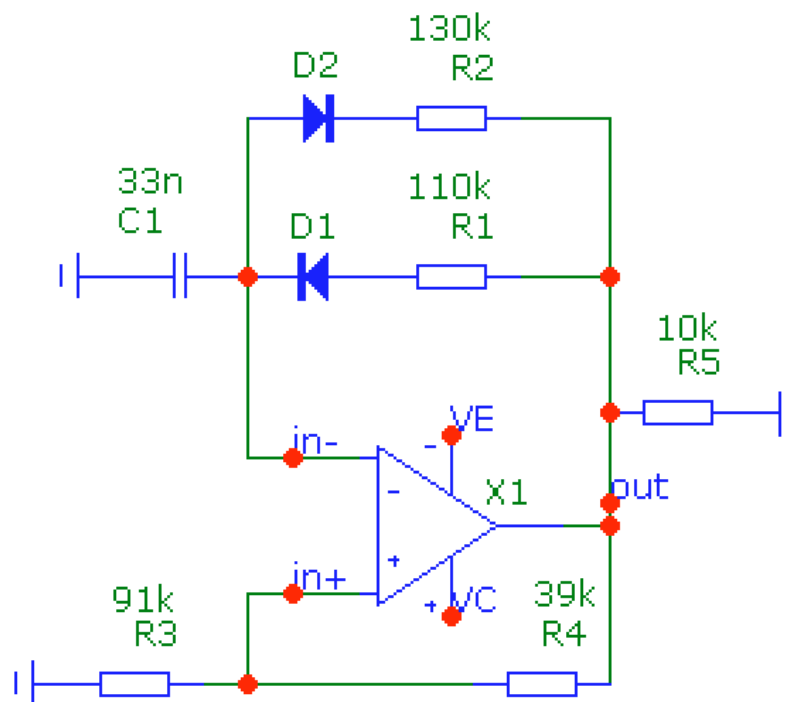 130k
R2
D2
33n
C1
110k
R1
D1
10k
R5
VE
-
in-
-
X1
out
+
in+
+
VC
91k
R3
39k
R4